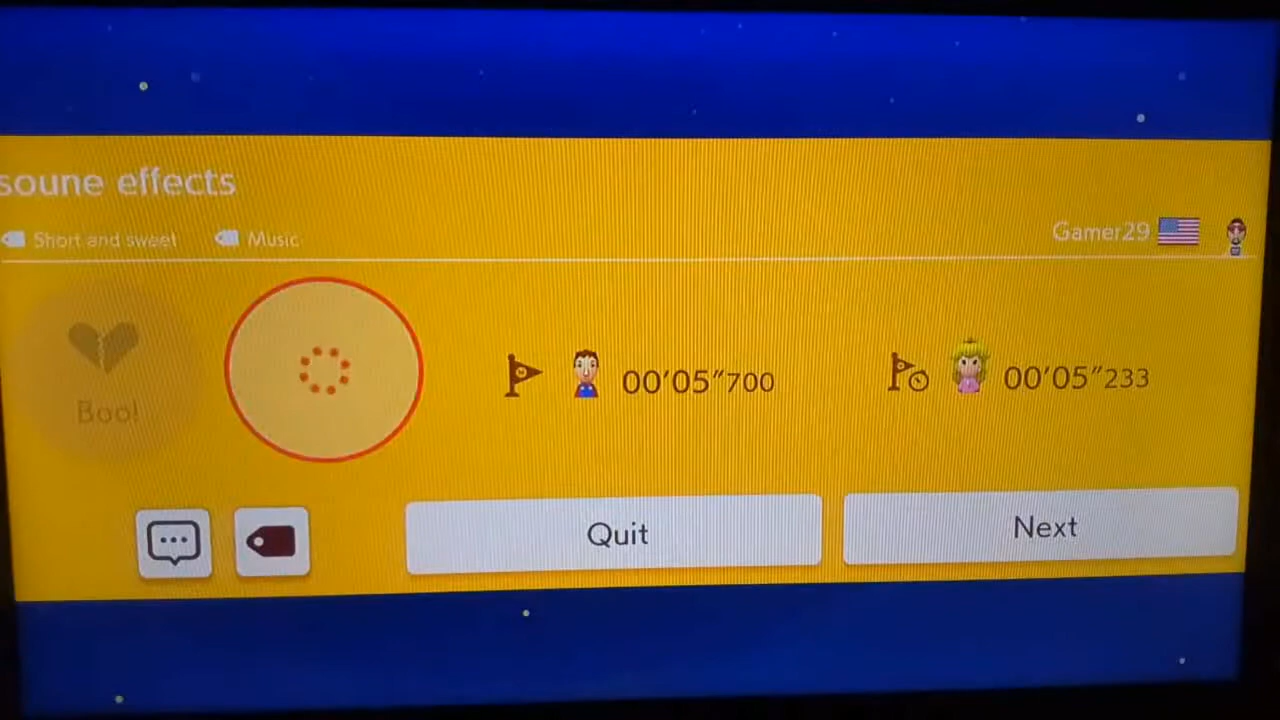 soune effects
Short and sweet Music
Gamer29
00'05"700 00'05"233
Boo!
Quit Next